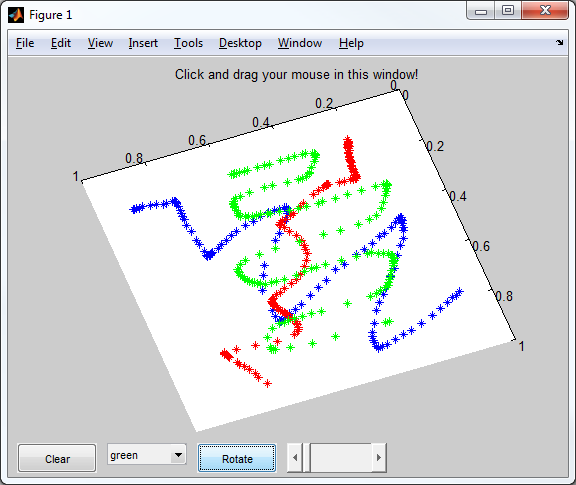 Figure 1
File Edit View Insert Tools Desktop Window Help
Click and drag your mouse in this window!
1 0.8 0.6 0.4 0.2 0
0
0.2
0.4
0.6
0.8
1
Clear green Rotate